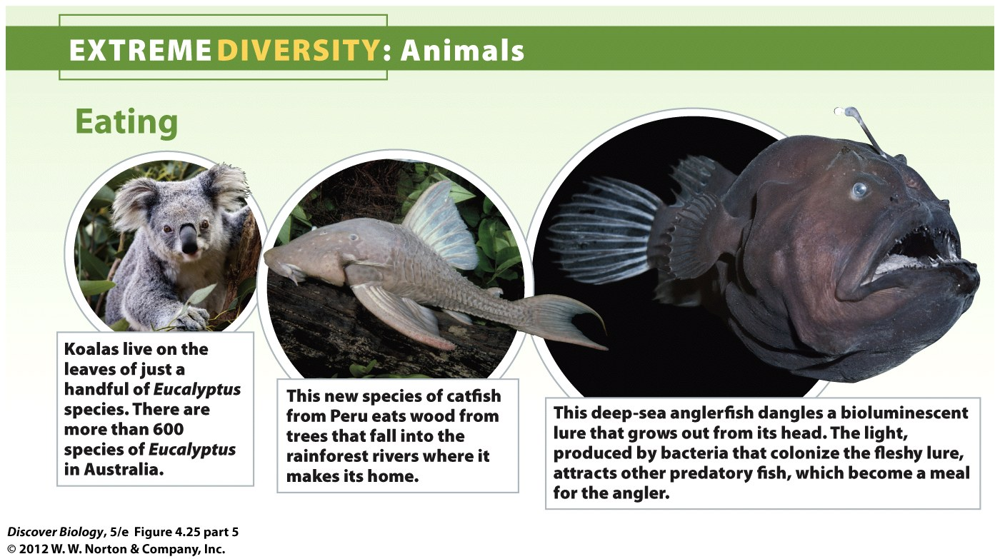 EXTREME DIVERSITY: Animals
Eating
Koalas live on the
leaves of just a
handful of Eucalyptus
species. There are
more than 600
species of Eucalyptus
in Australia.
This new species of catfish
from Peru eats wood from
trees that fall into the
rainforest rivers where it
makes its home.
This deep-sea anglerfish dangles a bioluminescent
lure that grows out from its head. The light,
produced by bacteria that colonize the fleshy lure,
attracts other predatory fish, which become a meal
for the angler.
Discover Biology, 5/e Figure 4.25 part 5
© 2012 W. W. Norton & Company, Inc.